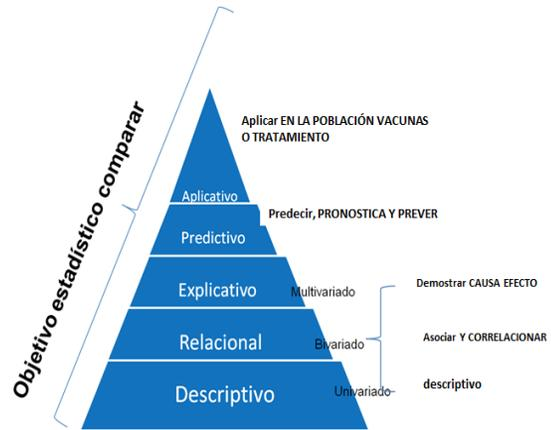 Objetivo estadístico comparar
Aplicar EN LA POBLACIÓN VACUNAS
O TRATAMIENTO
Aplicativo
Predecir, PRONOSTICA Y PREVER
Predictivo
Demostrar CAUSA EFECTO
Explicativo
Multivariado
Asociar Y CORRELACIONAR
Relacional
Bivariado
descriptivo
Descriptivo
Univariado